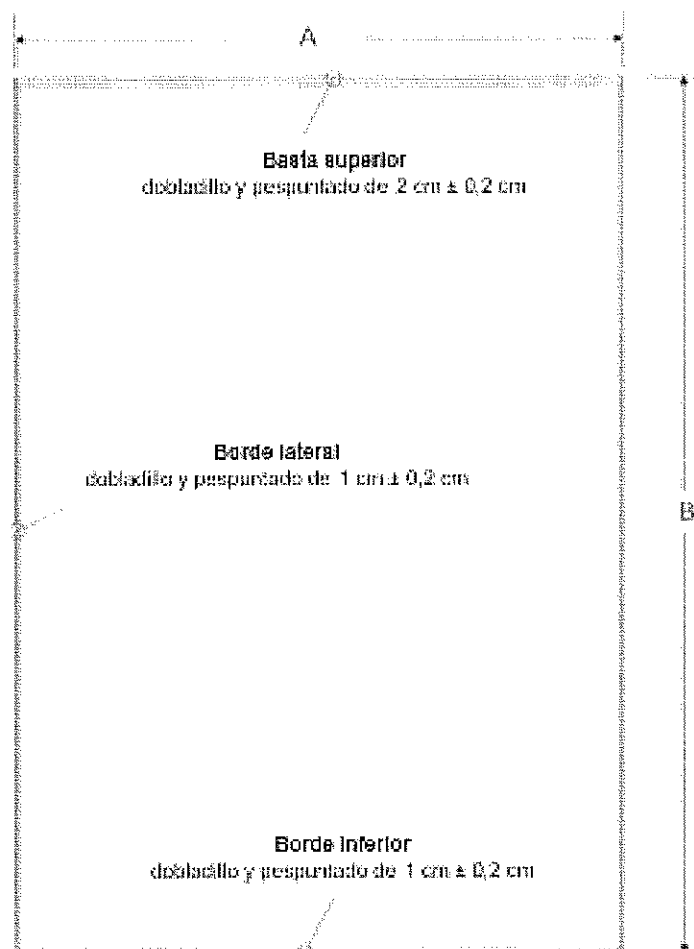 A
Basta superior
dobladillo y pespuntado de 2 cm ± 0,2 cm
Borde lateral
dobladillo y pespuntado de 1 cm ± 0,2 cm
B
Borde inferior
dobladillo y pespuntado de 1 cm ± 0,2 cm